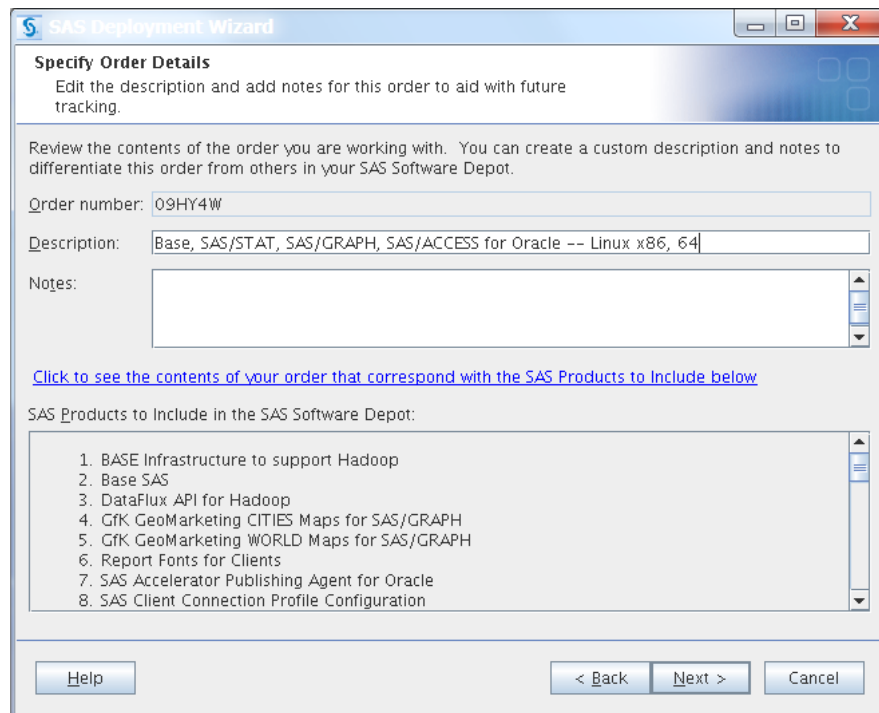 SAS Deployment Wizard
Specify Order Details
Edit the description and add notes for this order to aid with future
tracking.
Review the contents of the order you are working with. You can create a custom description and notes to
differentiate this order from others in your SAS Software Depot.
Order number: 09HY4W
Description: Base, SAS/STAT, SAS/GRAPH, SAS/ACCESS for Oracle -- Linux x86, 64
Notes:
Click to see the contents of your order that correspond with the SAS Products to Include below
SAS Products to Include in the SAS Software Depot:
1. BASE Infrastructure to support Hadoop
2. Base SAS
3. DataFlux API for Hadoop
4. GfK GeoMarketing CITIES Maps for SAS/GRAPH
5. GfK GeoMarketing WORLD Maps for SAS/GRAPH
6. Report Fonts for Clients
7. SAS Accelerator Publishing Agent for Oracle
8. SAS Client Connection Profile Configuration
Help < Back Next > Cancel